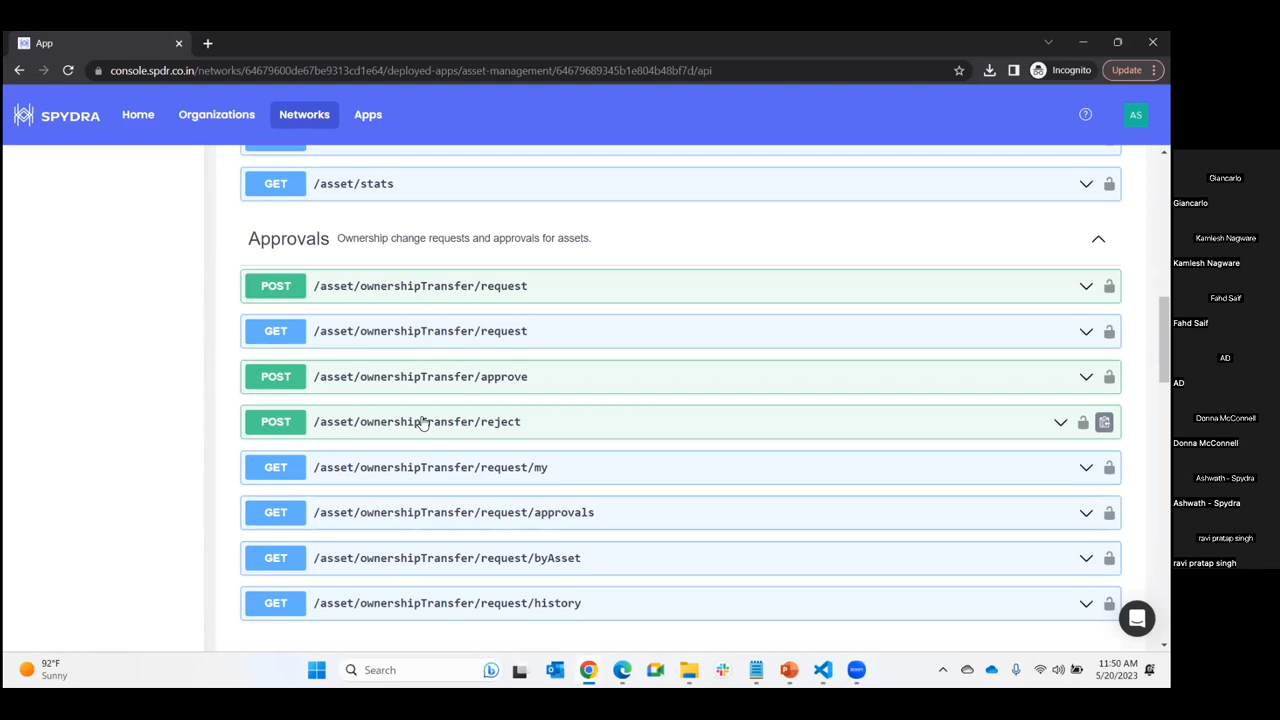 App
console.spdr.co.in/networks/64679600de67be9313cd1e64/deployed-apps/asset-management/64679689345b1e804b48bf7d/api
Incognito
Update
SPYDRA
Home
Organizations
Networks
Apps
AS
GET /asset/stats
Approvals Ownership change requests and approvals for assets.
POST /asset/ownershipTransfer/request
GET /asset/ownershipTransfer/request
POST /asset/ownershipTransfer/approve
POST /asset/ownershipTransfer/reject
GET /asset/ownershipTransfer/request/my
GET /asset/ownershipTransfer/request/approvals
GET /asset/ownershipTransfer/request/byAsset
GET /asset/ownershipTransfer/request/history
Giancarlo
Giancarlo
Kamlesh Nagware
Kamlesh Nagware
Fahd Saif
Fahd Saif
AD
AD
Donna McConnell
Donna McConnell
Ashwath - Spydra
Ashwath - Spydra
ravi pratap singh
ravi pratap singh
92°F
Sunny
Search
11:50 AM
5/20/2023